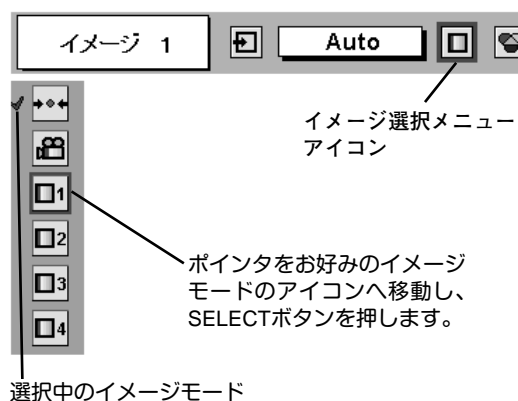 イメージ 1
Auto
イメージ選択メニュー
アイコン
1
2
3
4
ポインタをお好みのイメージ
モードのアイコンへ移動し、
SELECTボタンを押します。
選択中のイメージモード